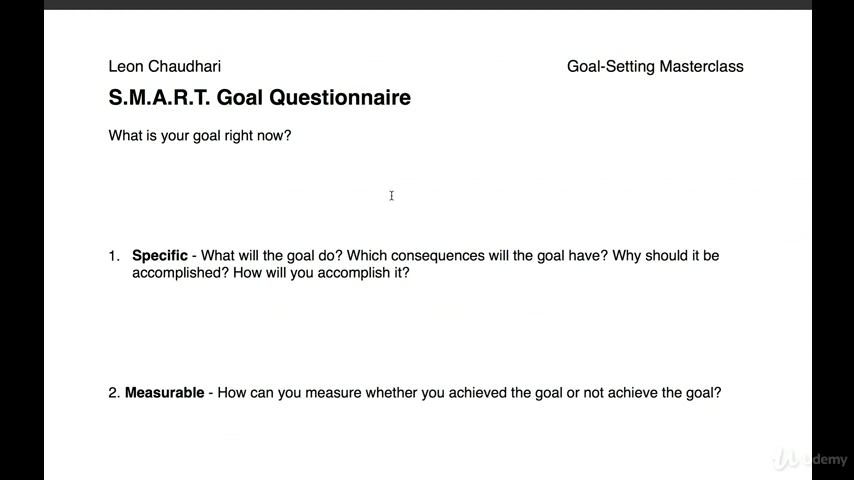 Leon Chaudhari
Goal-Setting Masterclass
S.M.A.R.T. Goal Questionnaire
What is your goal right now?
1. Specific - What will the goal do? Which consequences will the goal have? Why should it be
accomplished? How will you accomplish it?
2. Measurable - How can you measure whether you achieved the goal or not achieve the goal?
Udemy